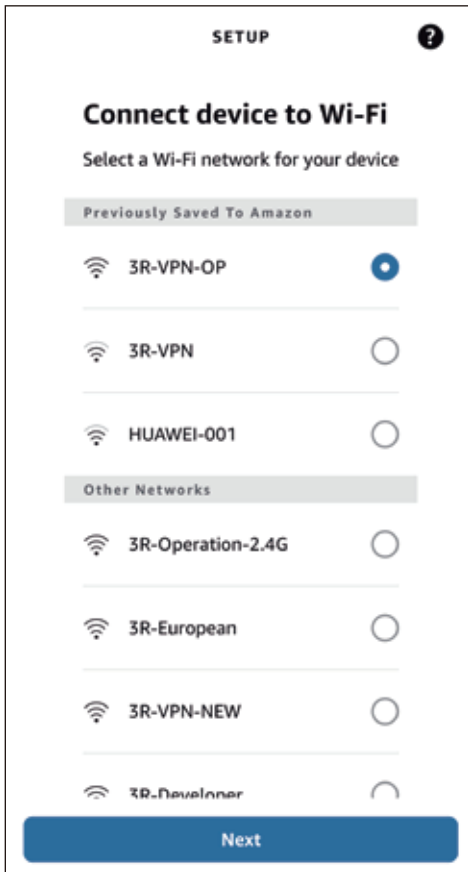 SETUP
?
Connect device to Wi-Fi
Select a Wi-Fi network for your device
Previously Saved To Amazon
3R-VPN-OP
3R-VPN
HUAWEI-001
Other Networks
3R-Operation-2.4G
3R-European
3R-VPN-NEW
3R-Developer
Next